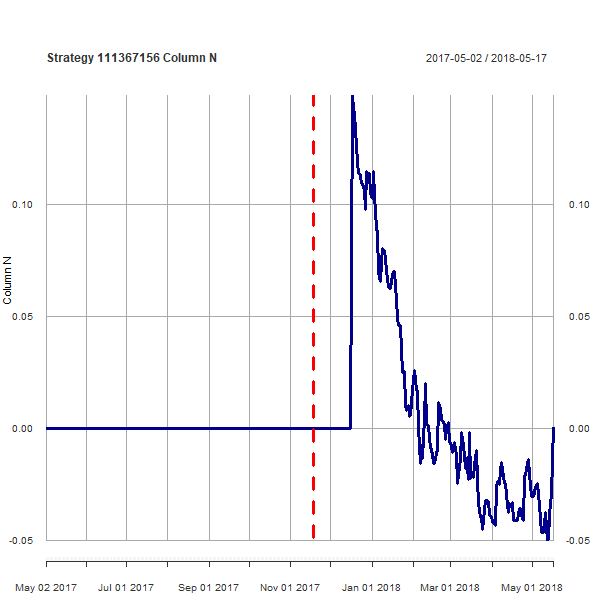 Strategy 111367156 Column N
2017-05-02 / 2018-05-17
0.10
0.10
0.05
0.05
Column N
0.00
0.00
-0.05
-0.05
May 02 2017
Jul 01 2017
Sep 01 2017
Nov 01 2017
Jan 01 2018
Mar 01 2018
May 01 2018